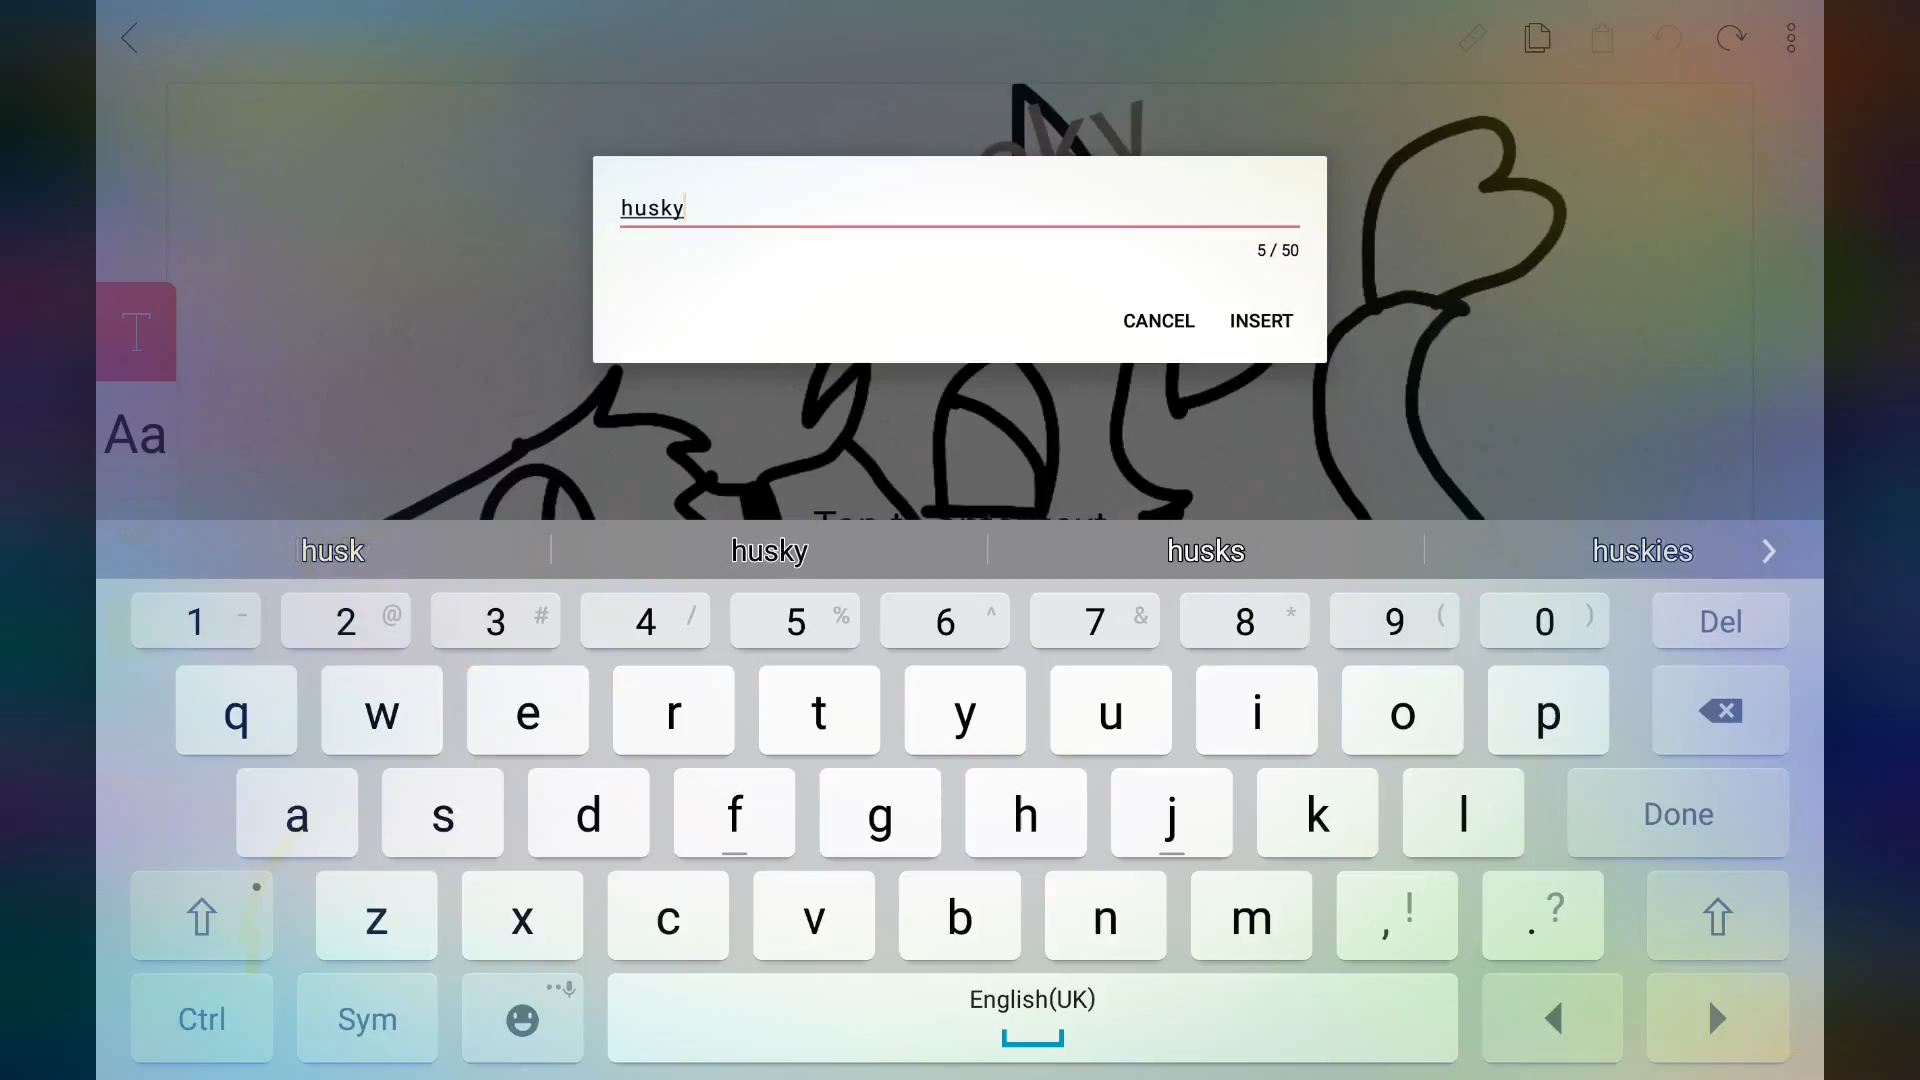 husky
5 / 50
CANCEL INSERT
T
Aa
husk husky husks huskies
1 - 2 @ 3 # 4 / 5 % 6 ^ 7 & 8 * 9 ( 0 ) Del
q w e r t y u i o p
a s d f g h j k l Done
z x c v b n m , ! . ?
Ctrl Sym English(UK)